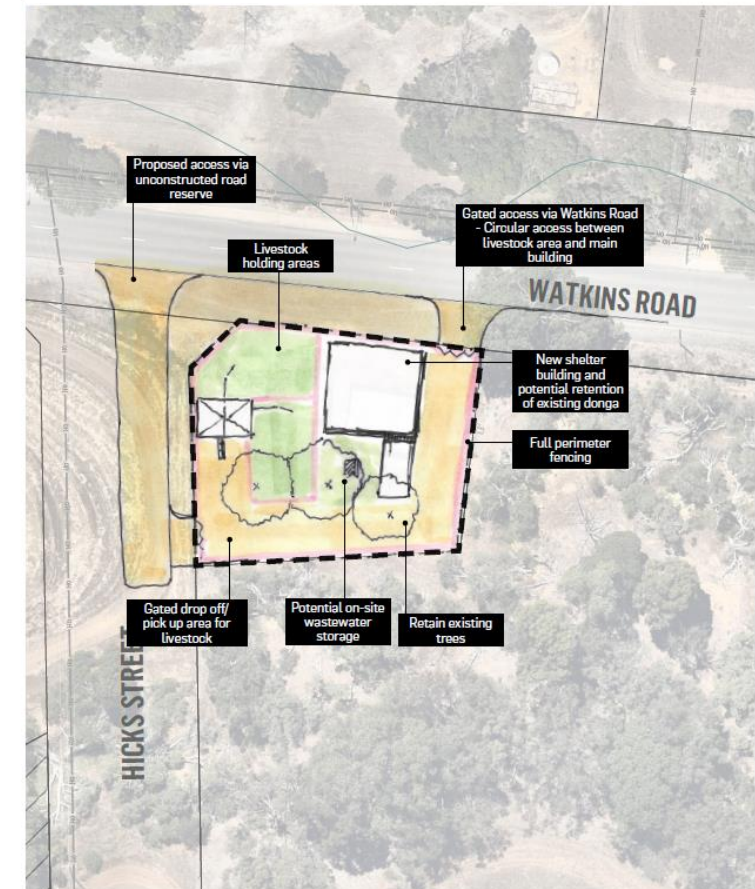 Proposed access via
unconstructed road
reserve
Gated access via Watkins Road
- Circular access between
livestock area and main
building
Livestock
holding areas
WATKINS ROAD
New shelter
building and
potential retention
of existing donga
Full perimeter
fencing
Gated drop off/
pick up area for
livestock
Potential on-site
wastewater
storage
Retain existing
trees
HICKS STREET